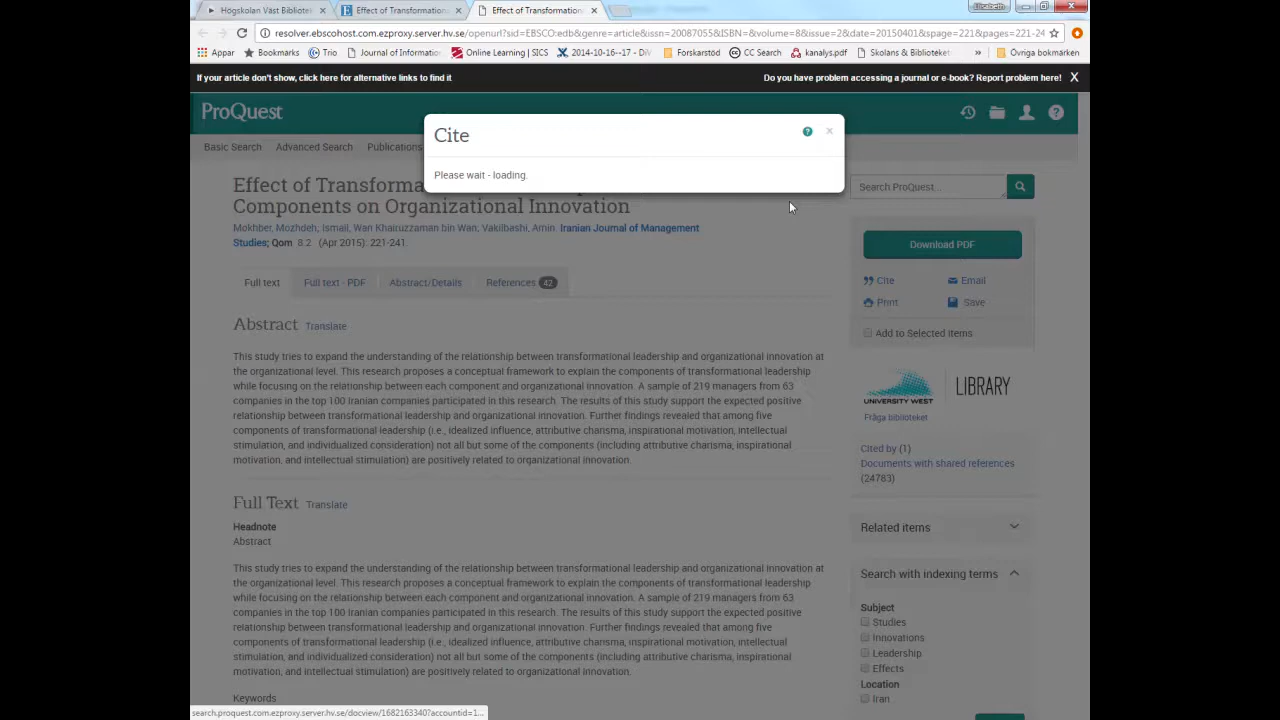 Högskolan Väst Bibliotek
Effect of Transformationa
Effect of Transformationa
Elisabeth
resolver.ebscohost.com.ezproxy.server.hv.se/openurl?sid=EBSCO:edb&genre=article&issn=20087055&ISBN=&volume=8&issue=2&date=20150401&spage=221&pages=221-24
Appar
Bookmarks
Trio
Journal of Information
Online Learning | SICS
2014-10-16--17 - DiV
Forskarstöd
CC Search
kanalys.pdf
Skolans & Biblioteket
»
Övriga bokmärken
If your article don't show, click here for alternative links to find it
Do you have problem accessing a journal or e-book? Report problem here! X
ProQuest
Cite
Please wait - loading.
Basic Search Advanced Search Publications
Effect of Transforma
Components on Organizational Innovation
Search ProQuest...
Mokhber, Mozhdeh; Ismail, Wan Khairuzzaman bin Wan; Vakilbashi, Amin. Iranian Journal of Management
Studies; Qom 8.2 (Apr 2015): 221-241.
Download PDF
Full text Full text - PDF Abstract/Details References 42
Cite Email
Print Save
Add to Selected items
Abstract Translate
This study tries to expand the understanding of the relationship between transformational leadership and organizational innovation at
the organizational level. This research proposes a conceptual framework to explain the components of transformational leadership
while focusing on the relationship between each component and organizational innovation. A sample of 219 managers from 63
companies in the top 100 Iranian companies participated in this research. The results of this study support the expected positive
relationship between transformational leadership and organizational innovation. Further findings revealed that among five
components of transformational leadership (i.e., idealized influence, attributive charisma, inspirational motivation, intellectual
stimulation, and individualized consideration) not all but some of the components (including attributive charisma, inspirational
motivation, and intellectual stimulation) are positively related to organizational innovation.
UNIVERSITY WEST
LIBRARY
Fråga biblioteket
Cited by (1)
Documents with shared references
(24783)
Full Text Translate
Headnote
Abstract
This study tries to expand the understanding of the relationship between transformational leadership and organizational innovation at
the organizational level. This research proposes a conceptual framework to explain the components of transformational leadership
while focusing on the relationship between each component and organizational innovation. A sample of 219 managers from 63
companies in the top 100 Iranian companies participated in this research. The results of this study support the expected positive
relationship between transformational leadership and organizational innovation. Further findings revealed that among five
components of transformational leadership (i.e., idealized influence, attributive charisma, inspirational motivation, intellectual
stimulation, and individualized consideration) not all but some of the components (including attributive charisma, inspirational
motivation, and intellectual stimulation) are positively related to organizational innovation.
Keywords
Related items
Search with indexing terms
Subject
Studies
Innovations
Leadership
Effects
Location
Iran
search.proquest.com.ezproxy.server.hv.se/docview/1682163340?accountid=1...